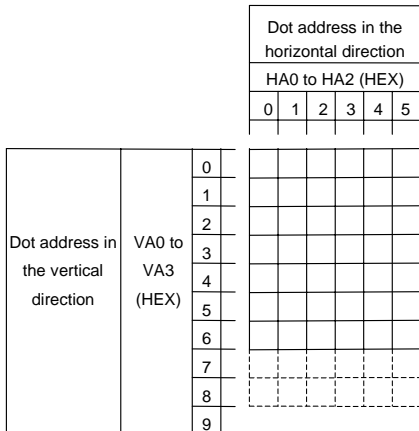 Dot address in the
horizontal direction
HA0 to HA2 (HEX)
0 1 2 3 4 5
Dot address in
the vertical
direction
VA0 to
VA3
(HEX)
0
1
2
3
4
5
6
7
8
9